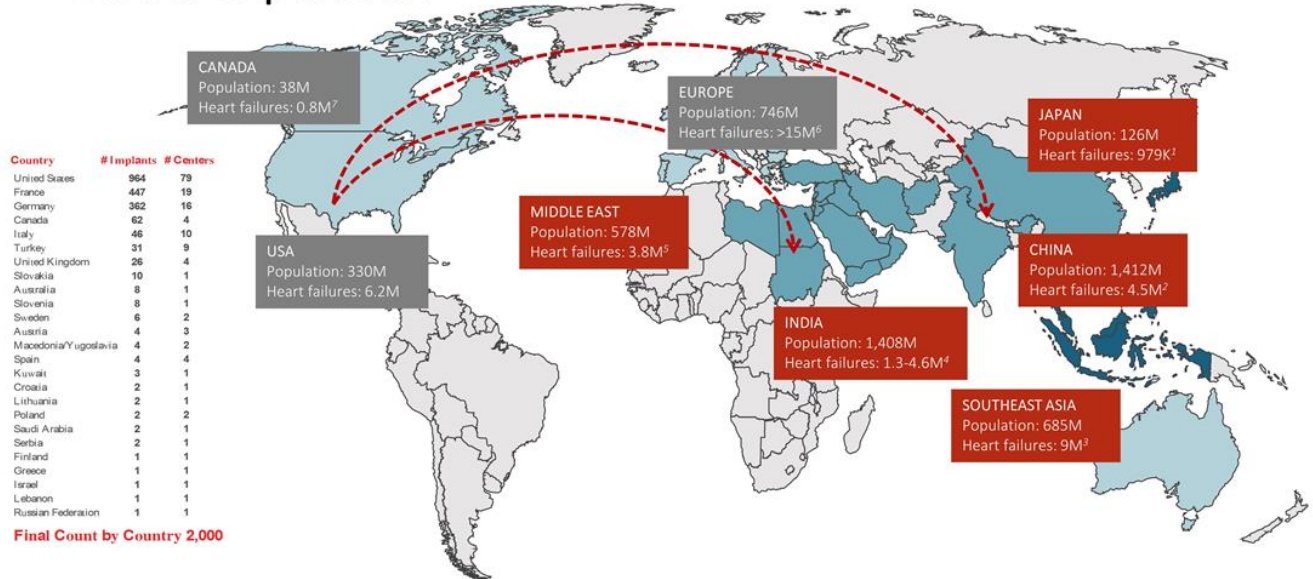 CANADA
Population: 38M
Heart failures: 0.8M7
EUROPE
Population: 746M
Heart failures: >15M6
JAPAN
Population: 126M
Heart failures: 979K1
MIDDLE EAST
Population: 578M
Heart failures: 3.8M5
USA
Population: 330M
Heart failures: 6.2M
CHINA
Population: 1,412M
Heart failures: 4.5M2
INDIA
Population: 1,408M
Heart failures: 1.3-4.6M4
SOUTHEAST ASIA
Population: 685M
Heart failures: 9M3
Country # Implants # Centers
United States 964 79
France 447 19
Germany 362 16
Canada 62 4
Italy 46 10
Turkey 31 9
United Kingdom 26 4
Slovakia 10 1
Australia 8 1
Slovenia 8 1
Sweden 6 2
Austria 4 3
Macedonia/Yugoslavia 4 2
Spain 4 4
Kuwait 3 1
Croatia 2 1
Lithuania 2 1
Poland 2 2
Saudi Arabia 2 1
Serbia 2 1
Finland 1 1
Greece 1 1
Israel 1 1
Lebanon 1 1
Russian Federation 1 1
Final Count by Country 2,000